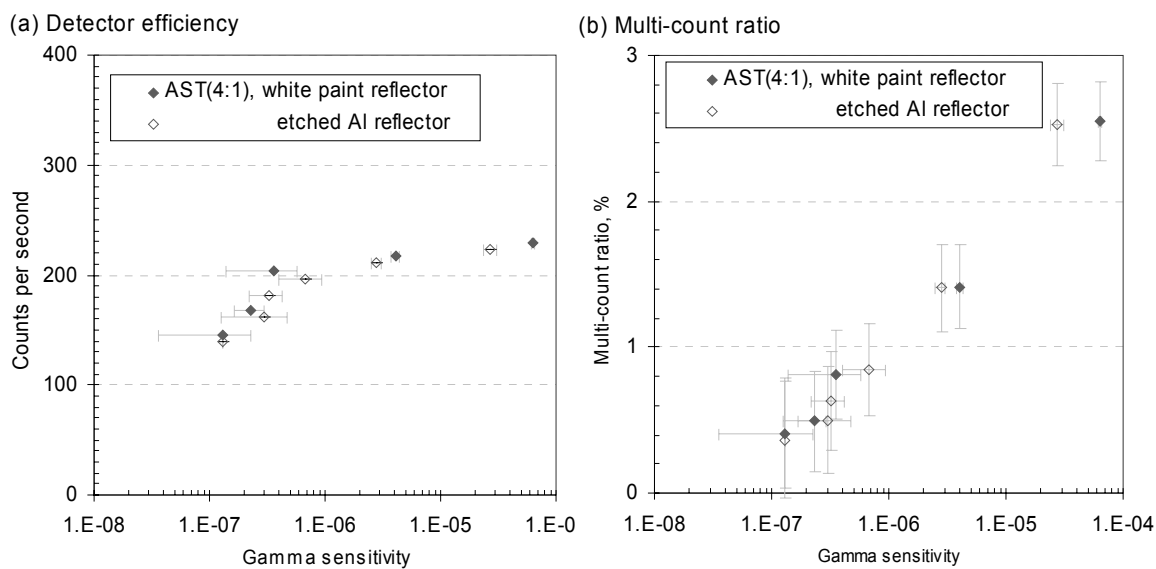 (a) Detector efficiency
400
300
200
100
0
Counts per second
AST(4:1), white paint reflector
etched Al reflector
1.E-08
1.E-07
1.E-06
1.E-05
1.E-0
Gamma sensitivity
(b) Multi-count ratio
3
2
1
0
Multi-count ratio, %
AST(4:1), white paint reflector
etched Al reflector
1.E-08
1.E-07
1.E-06
1.E-05
1.E-04
Gamma sensitivity